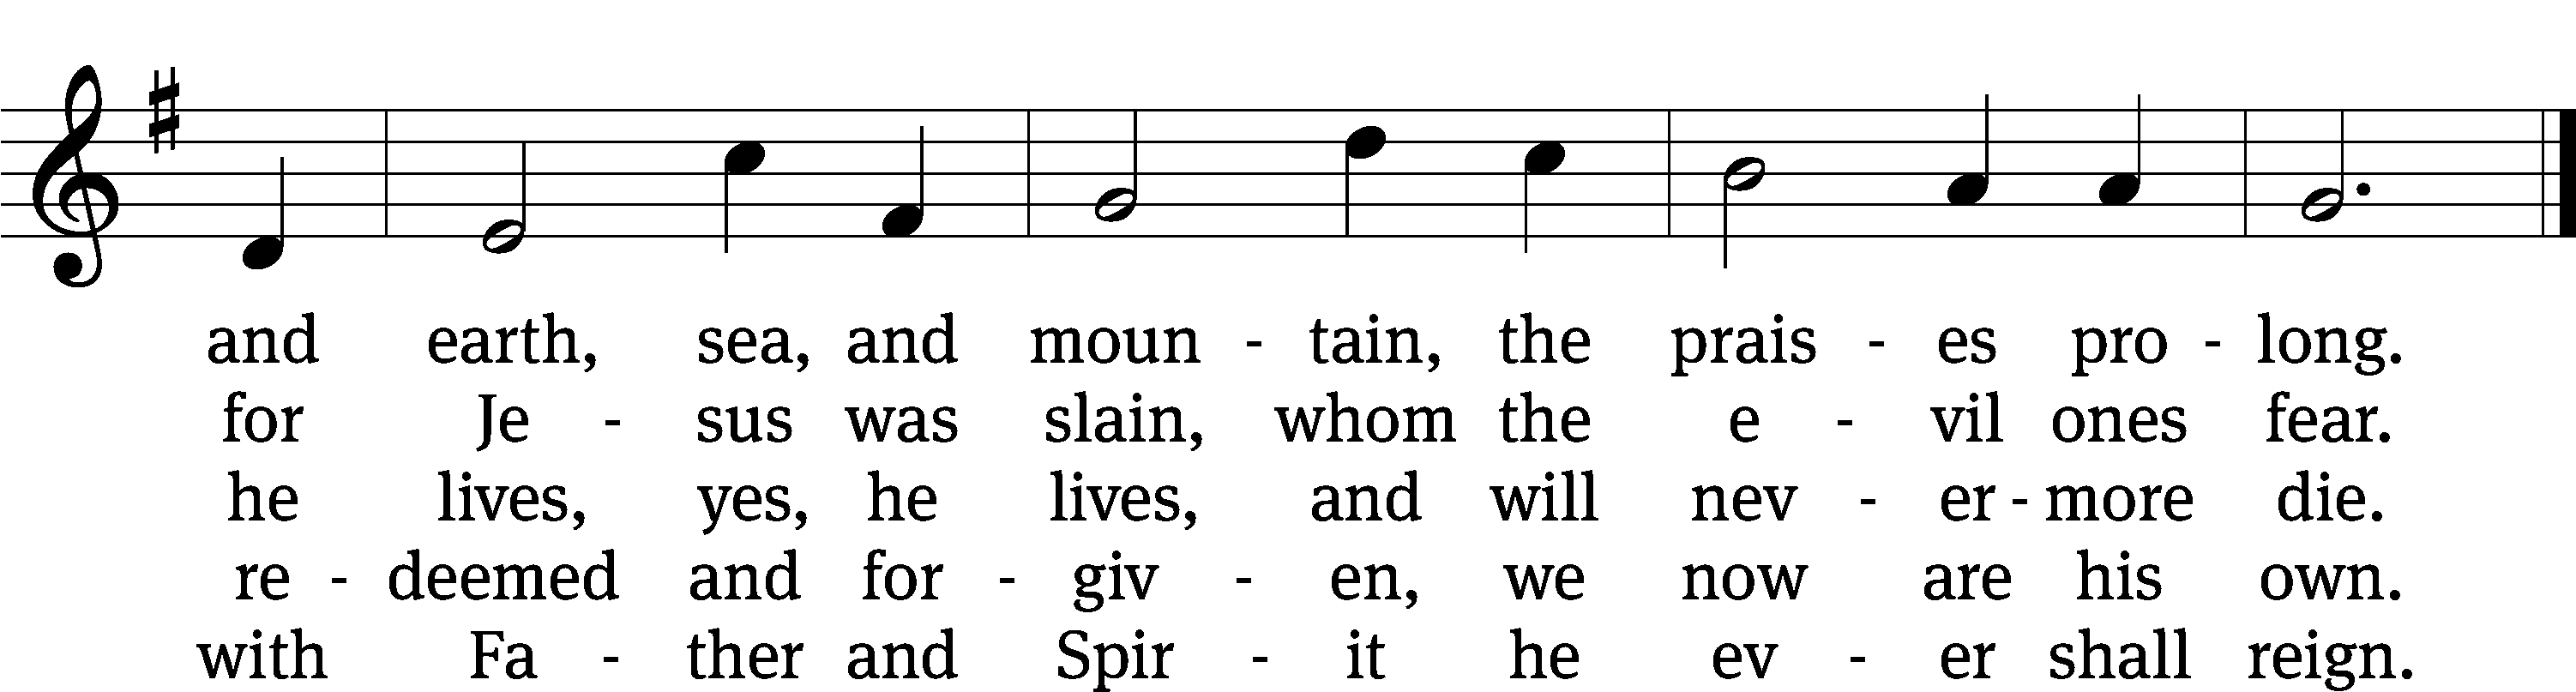 and earth, sea, and moun - tain, the prais - es pro - long.
for Je - sus was slain, whom the e - vil ones fear.
he lives, yes, he lives, and will nev - er - more die.
re - deemed and for - giv - en, we now are his own.
with Fa - ther and Spir - it he ev - er shall reign.